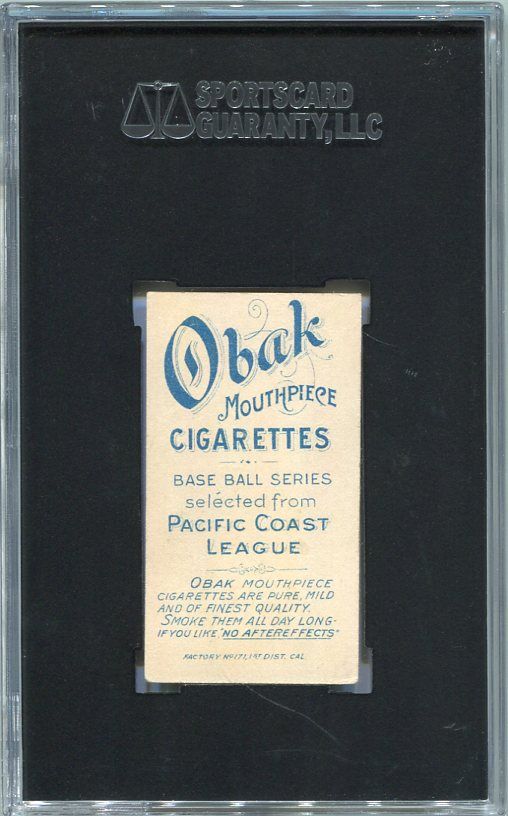 SPORTSCARD
GUARANTY, LLC
Obak
MOUTHPIECE
CIGARETTES
BASE BALL SERIES
selécted from
PACIFIC COAST
LEAGUE
OBAK MOUTHPIECE
CIGARETTES ARE PURE, MILD
AND OF FINEST QUALITY.
SMOKE THEM ALL DAY LONG-
IF YOU LIKE "NO AFTEREFFECTS"
FACTORY Nº 171, 1ST DIST. CAL.